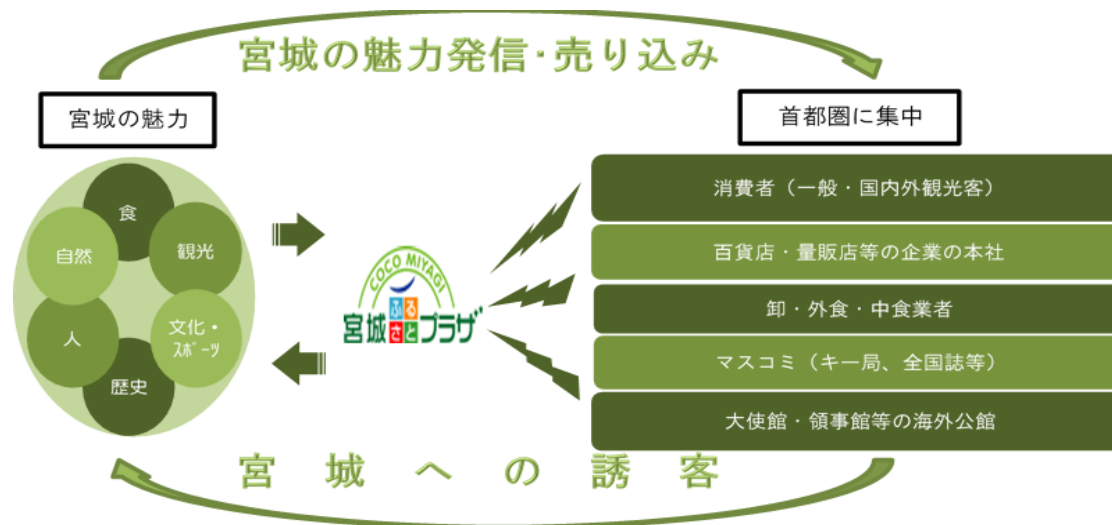 宮城の魅力発信・売り込み
宮城の魅力
首都圏に集中
食
自然
観光
人
文化・
ｽﾎﾟｰﾂ
歴史
COCO MIYAGI
宮城ふるさとプラザ
消費者（一般・国内外観光客）
百貨店・量販店等の企業の本社
卸・外食・中食業者
マスコミ（キー局、全国誌等）
大使館・領事館等の海外公館
宮城への誘客